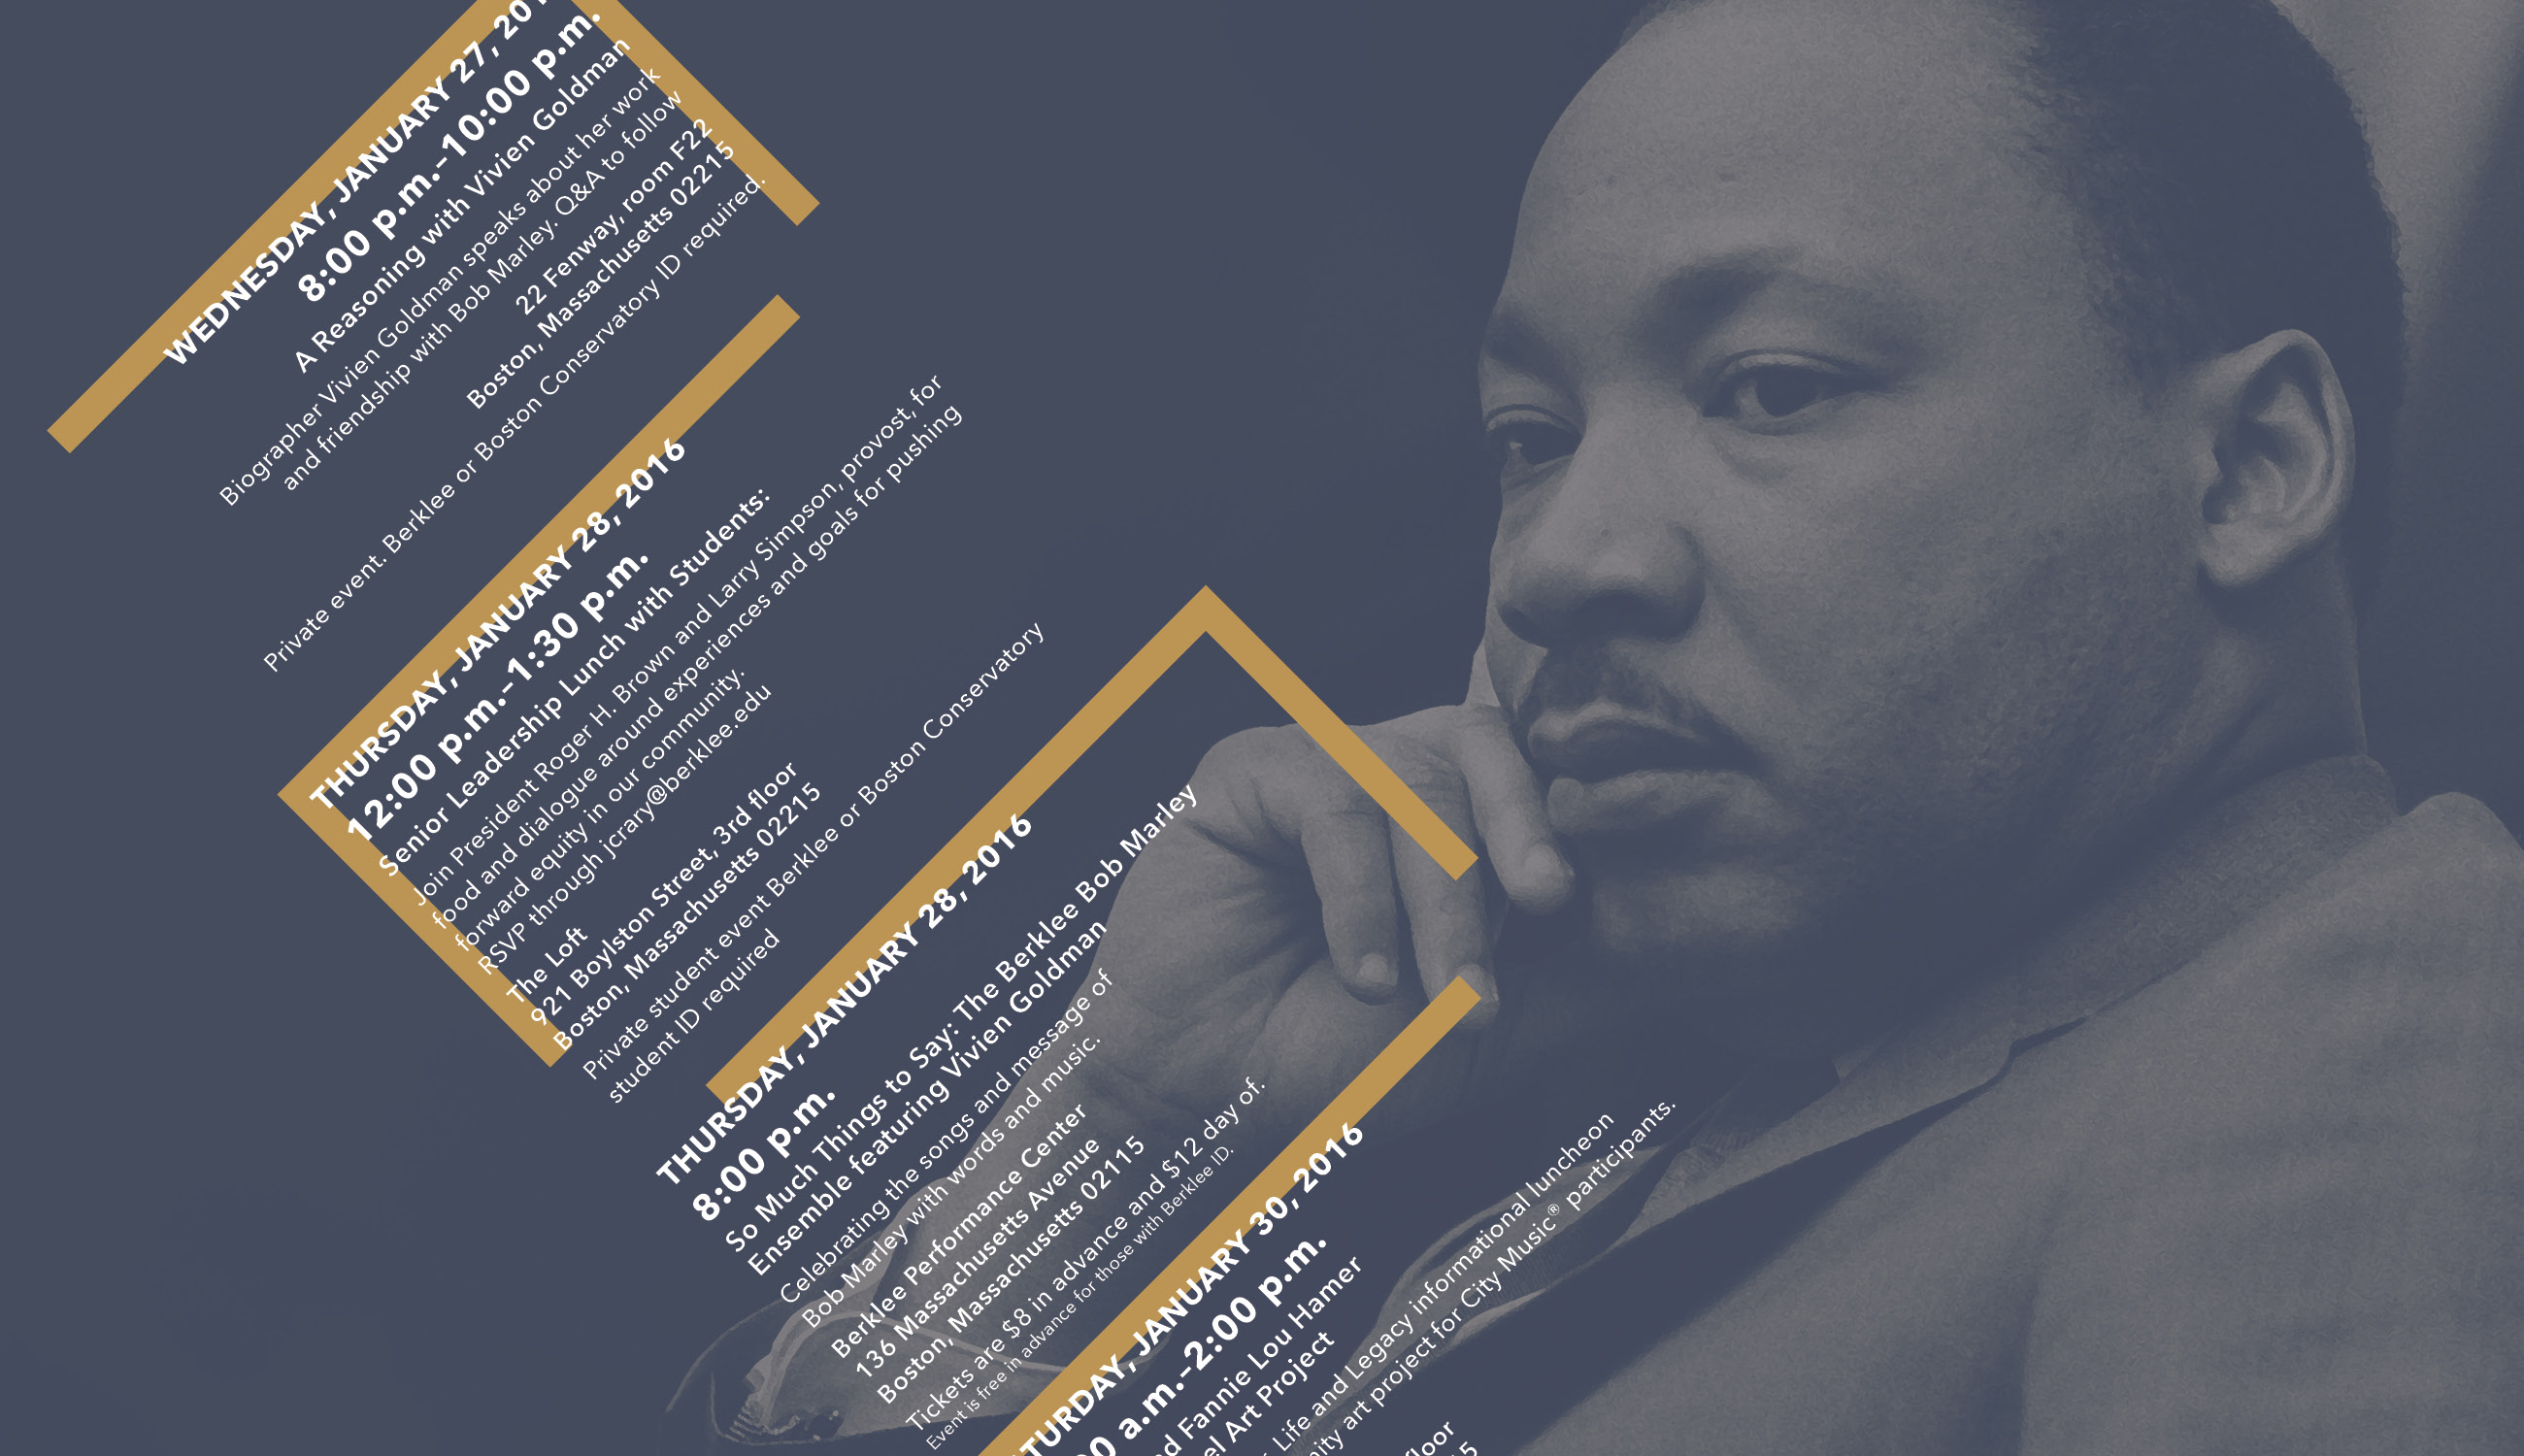 WEDNESDAY, JANUARY 27,
8:00 p.m.–10:00 p.m.
A Reasoning with Vivien Goldman
Biographer Vivien Goldman speaks about her work
and friendship with Bob Marley. Q&A to follow
22 Fenway, room F22
Boston, Massachusetts 02215
Private event. Berklee or Boston Conservatory ID required.
THURSDAY, JANUARY 28, 2016
12:00 p.m.–1:30 p.m.
Senior Leadership Lunch with Students:
Join President Roger H. Brown and Larry Simpson, provost, for
food and dialogue around experiences and goals for pushing
forward equity in our community.
RSVP through jcrary@berklee.edu
The Loft
921 Boylston Street, 3rd floor
Boston, Massachusetts 02215
Private student event Berklee or Boston Conservatory
student ID required
THURSDAY, JANUARY 28, 2016
8:00 p.m.
So Much Things to Say: The Berklee Bob Marley
Ensemble featuring Vivien Goldman
Celebrating the songs and message of
Bob Marley with words and music.
Berklee Performance Center
136 Massachusetts Avenue
Boston, Massachusetts 02115
Tickets are $8 in advance and $12 day of.
Event is free in advance for those with Berklee ID.
JANUARY 30, 2016
a.m.–2:00 p.m.
Fannie Lou Hamer
Art Project
Life and Legacy informational luncheon
art project for City Music® participants.